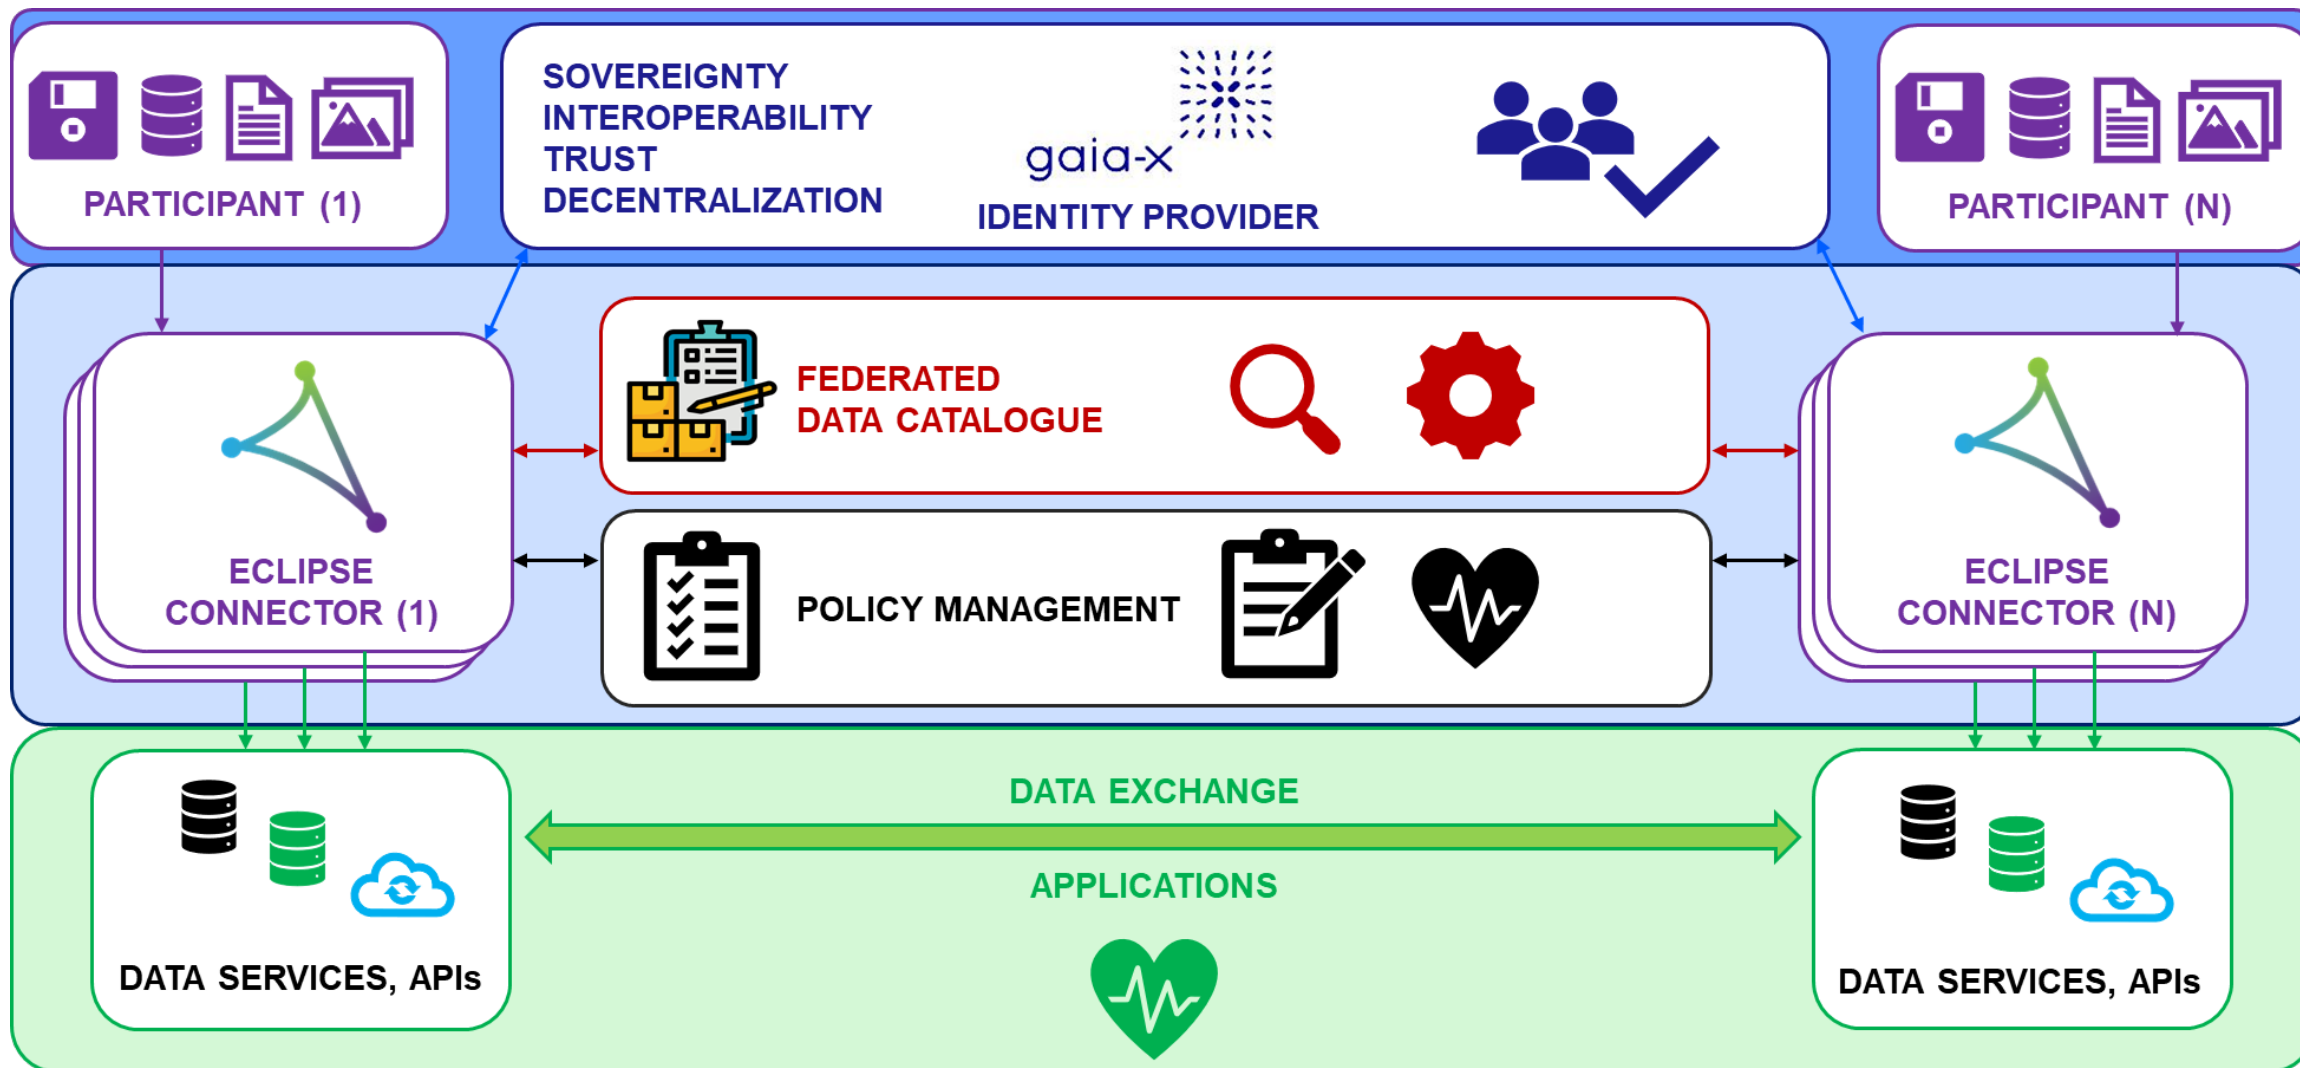 PARTICIPANT (1)
SOVEREIGNTY
INTEROPERABILITY
TRUST
DECENTRALIZATION
gaia-x
IDENTITY PROVIDER
PARTICIPANT (N)
ECLIPSE
CONNECTOR (1)
FEDERATED
DATA CATALOGUE
POLICY MANAGEMENT
ECLIPSE
CONNECTOR (N)
DATA SERVICES, APIs
DATA EXCHANGE
APPLICATIONS
DATA SERVICES, APIs